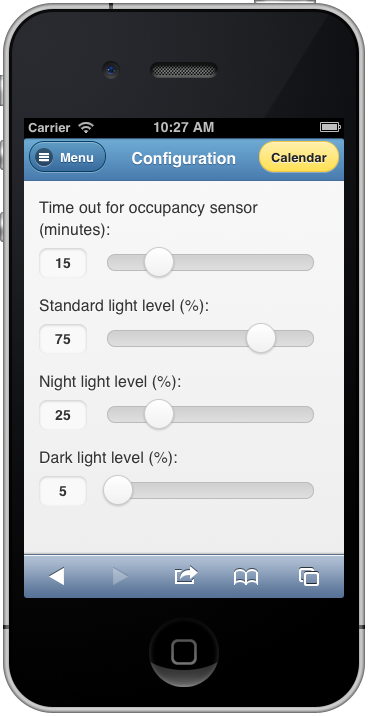 Carrier 10:27 AM
Menu Configuration Calendar
Time out for occupancy sensor
(minutes):
15
Standard light level (%):
75
Night light level (%):
25
Dark light level (%):
5